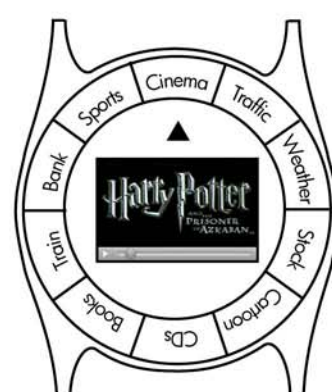 Cinema
Traffic
Weather
Stock
Cartoon
CDs
Books
Train
Bank
Sports
Harry Potter
AND THE
PRISONER
OF AZKABAN